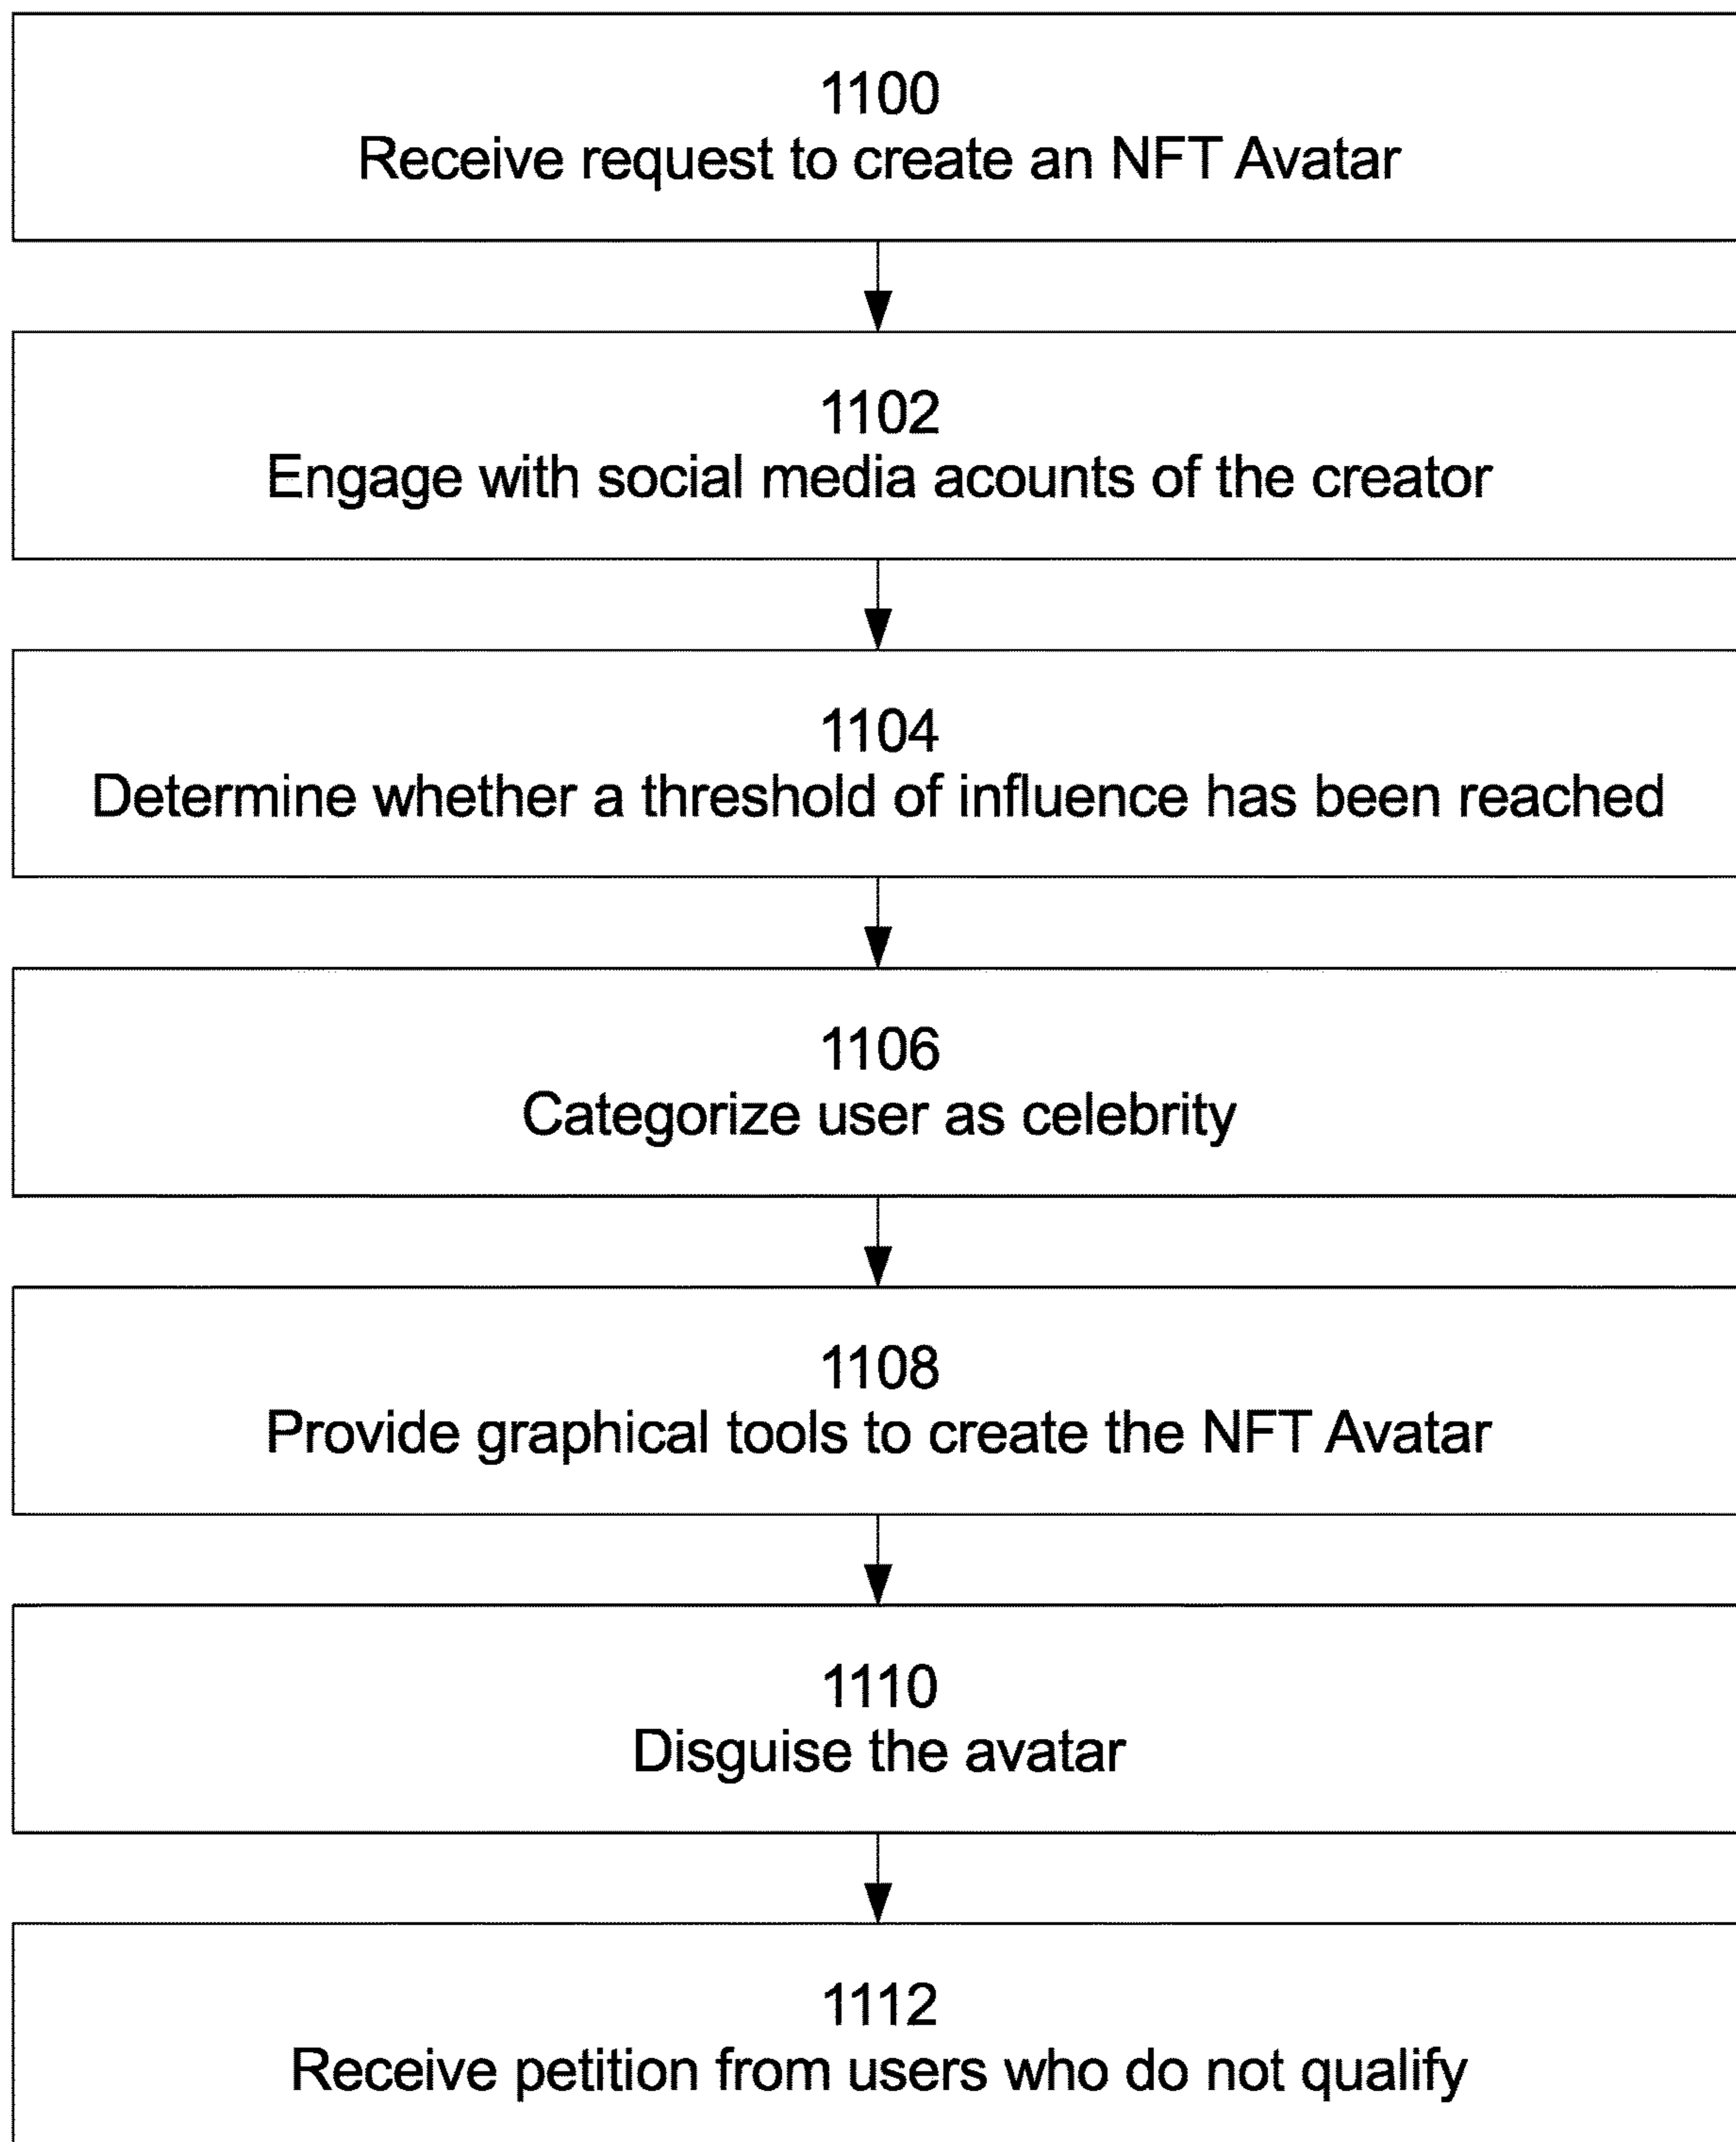 1100
Receive request to create an NFT Avatar
1102
Engage with social media acounts of the creator
1104
Determine whether a threshold of influence has been reached
1106
Categorize user as celebrity
1108
Provide graphical tools to create the NFT Avatar
1110
Disguise the avatar
1112
Receive petition from users who do not qualify